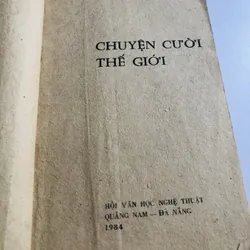 CHUYỆN CƯỜI
THẾ GIỚI
HỘI VĂN HỌC NGHỆ THUẬT
QUẢNG NAM — ĐÀ NẴNG
1984